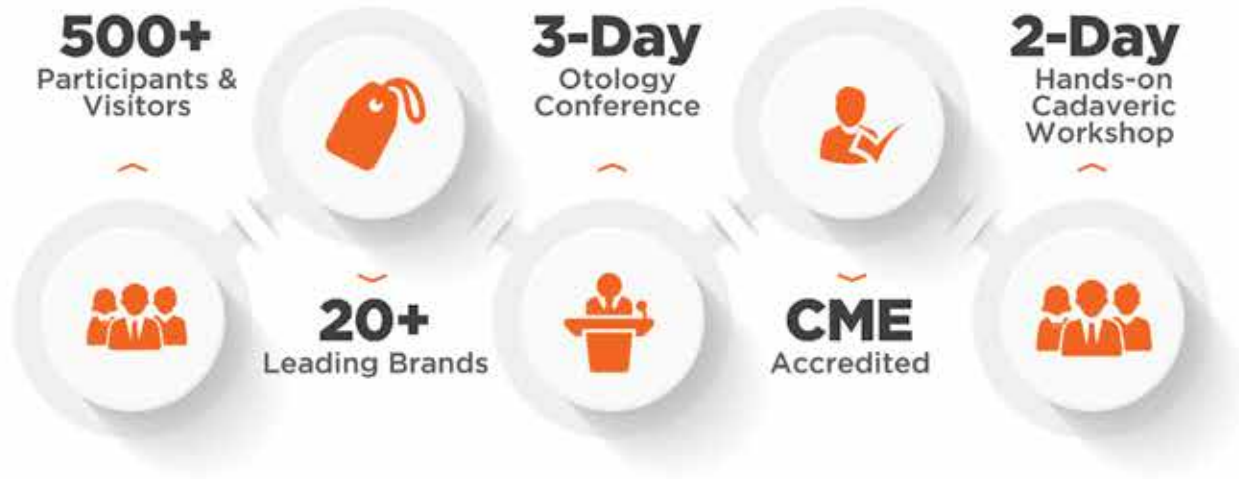 500+
Participants &
Visitors
20+
Leading Brands
3-Day
Otology
Conference
CME
Accredited
2-Day
Hands-on
Cadaveric
Workshop